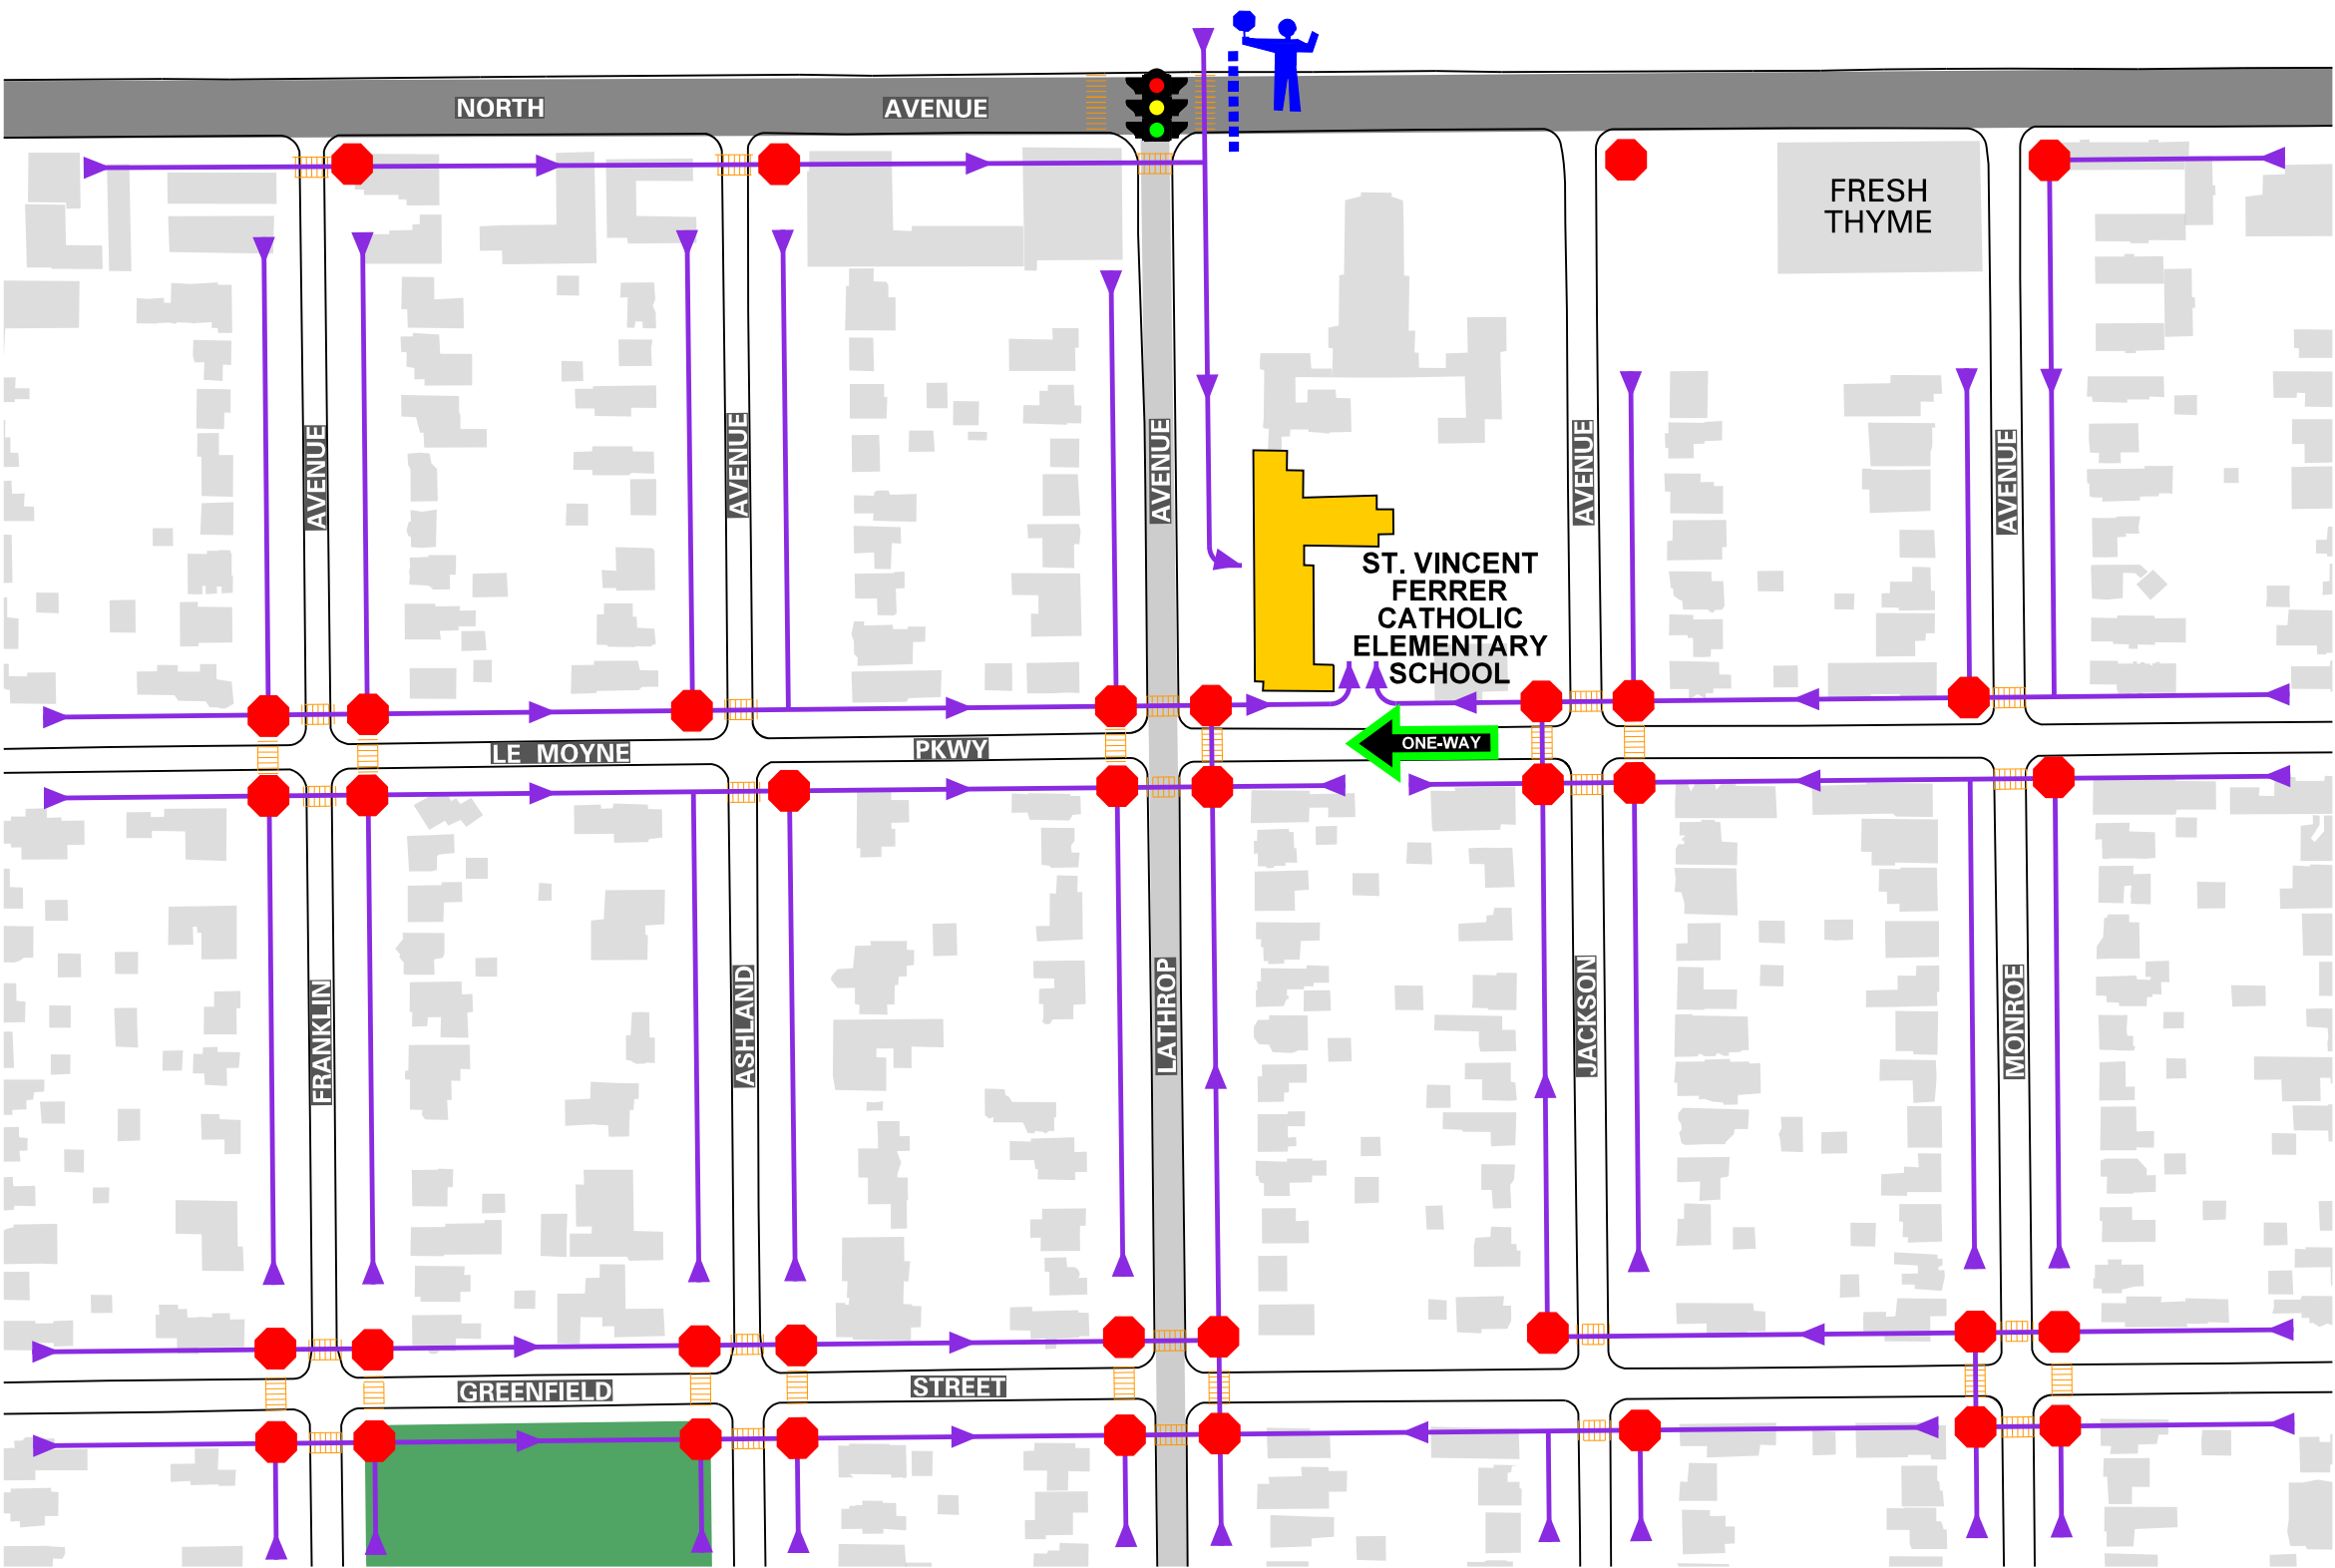 NORTH AVENUE
FRESH
THYME
AVENUE
AVENUE
AVENUE
AVENUE
AVENUE
ST. VINCENT
FERRER
CATHOLIC
ELEMENTARY
SCHOOL
LE MOYNE PKWY
ONE-WAY
FRANKLIN
ASHLAND
LATHROP
JACKSON
MONROE
GREENFIELD STREET